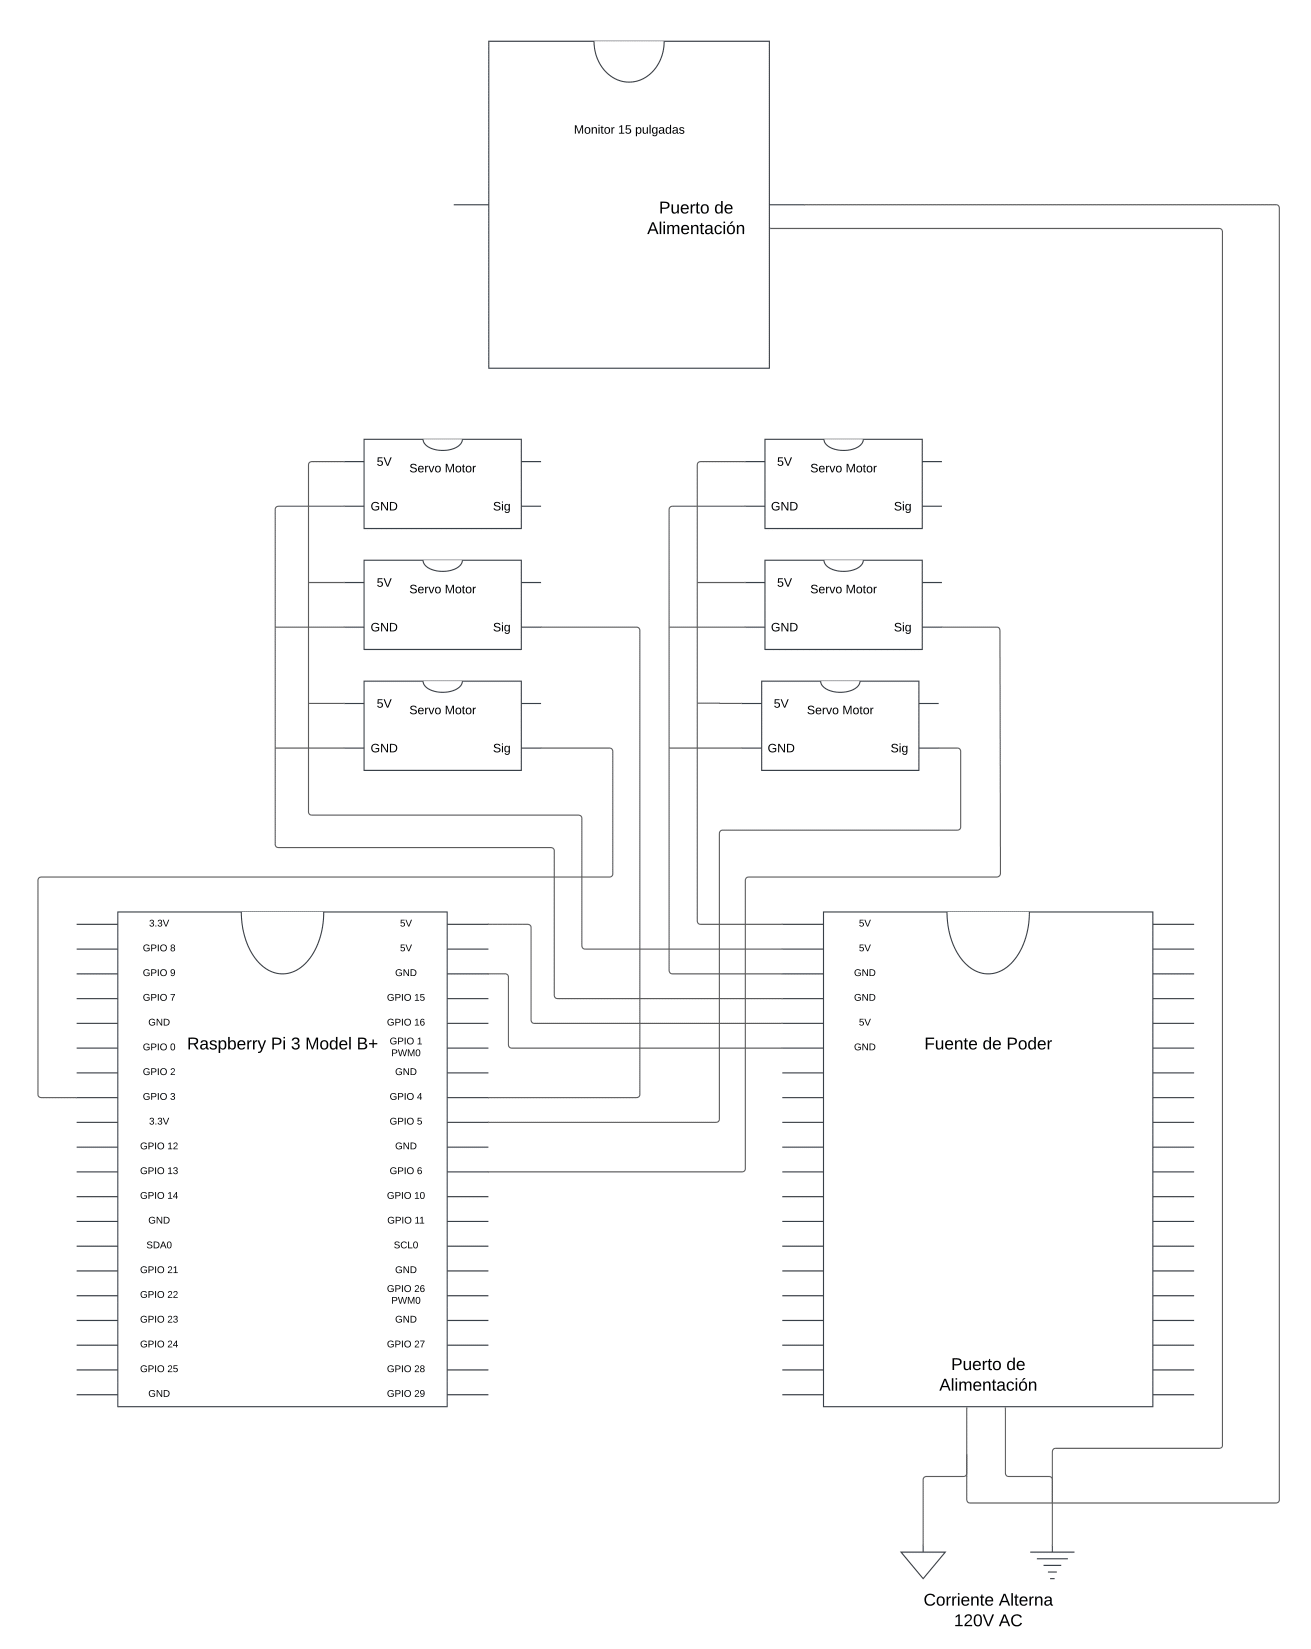 Monitor 15 pulgadas
Puerto de
Alimentación
5V
Servo Motor
GND
Sig
5V
Servo Motor
GND
Sig
5V
Servo Motor
GND
Sig
5V
Servo Motor
GND
Sig
5V
Servo Motor
GND
Sig
5V
Servo Motor
GND
Sig
3.3V
GPIO 8
GPIO 9
GPIO 7
GND
GPIO 0
GPIO 2
GPIO 3
3.3V
GPIO 12
GPIO 13
GPIO 14
GND
SDA0
GPIO 21
GPIO 22
GPIO 23
GPIO 24
GPIO 25
GND
Raspberry Pi 3 Model B+
5V
5V
GND
GPIO 15
GPIO 16
GPIO 1
PWM0
GND
GPIO 4
GPIO 5
GND
GPIO 6
GPIO 10
GPIO 11
SCL0
GND
GPIO 26
PWM0
GND
GPIO 27
GPIO 28
GPIO 29
5V
5V
GND
GND
5V
GND
Fuente de Poder
Puerto de
Alimentación
Corriente Alterna
120V AC